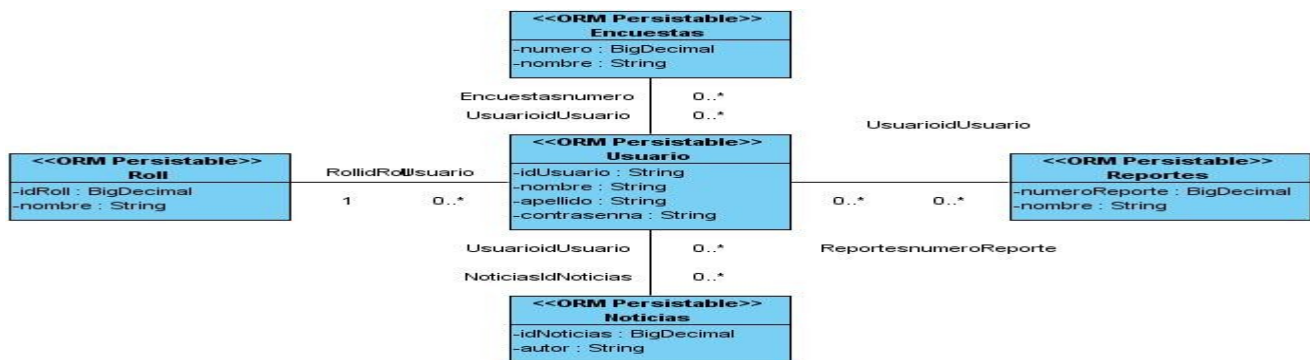 <<ORM Persistable>>
Encuestas
-numero : BigDecimal
-nombre : String
Encuestasnumero 0..*
UsuarioidUsuario 0..*
UsuarioidUsuario
<<ORM Persistable>>
Roll
-idRoll : BigDecimal
-nombre : String
Usuario
1 0..*
<<ORM Persistable>>
Usuario
-idUsuario : String
-nombre : String
-apellido : String
-contrasenna : String
0..* 0..*
<<ORM Persistable>>
Reportes
-numeroReporte : BigDecimal
-nombre : String
UsuarioidUsuario 0..*
ReportesnumeroReporte
NoticiasIdNoticias 0..*
<<ORM Persistable>>
Noticias
-idNoticias : BigDecimal
-autor : String